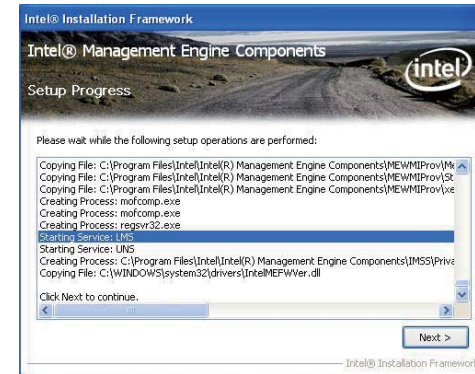 Intel® Installation Framework
Intel® Management Engine Components
intel
Setup Progress
Please wait while the following setup operations are performed:
Copying File: C:\Program Files\Intel\Intel(R) Management Engine Components\MEWMIProv\Me
Copying File: C:\Program Files\Intel\Intel(R) Management Engine Components\MEWMIProv\St
Copying File: C:\Program Files\Intel\Intel(R) Management Engine Components\MEWMIProv\xe
Creating Process: mofcomp.exe
Creating Process: mofcomp.exe
Creating Process: regsvr32.exe
Starting Service: LMS
Starting Service: UNS
Creating Process: C:\Program Files\Intel\Intel(R) Management Engine Components\IMSS\Priva
Copying File: C:\WINDOWS\system32\drivers\IntelMEFWVer.dll
Click Next to continue.
Next >
Intel® Installation Framework